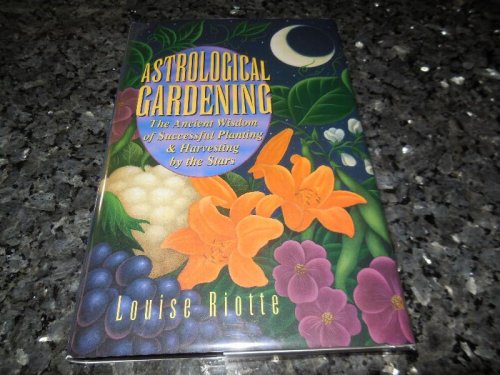 ASTROLOGICAL
GARDENING
The Ancient Wisdom
of Successful Planting
& Harvesting
by the Stars
Louise Riotte